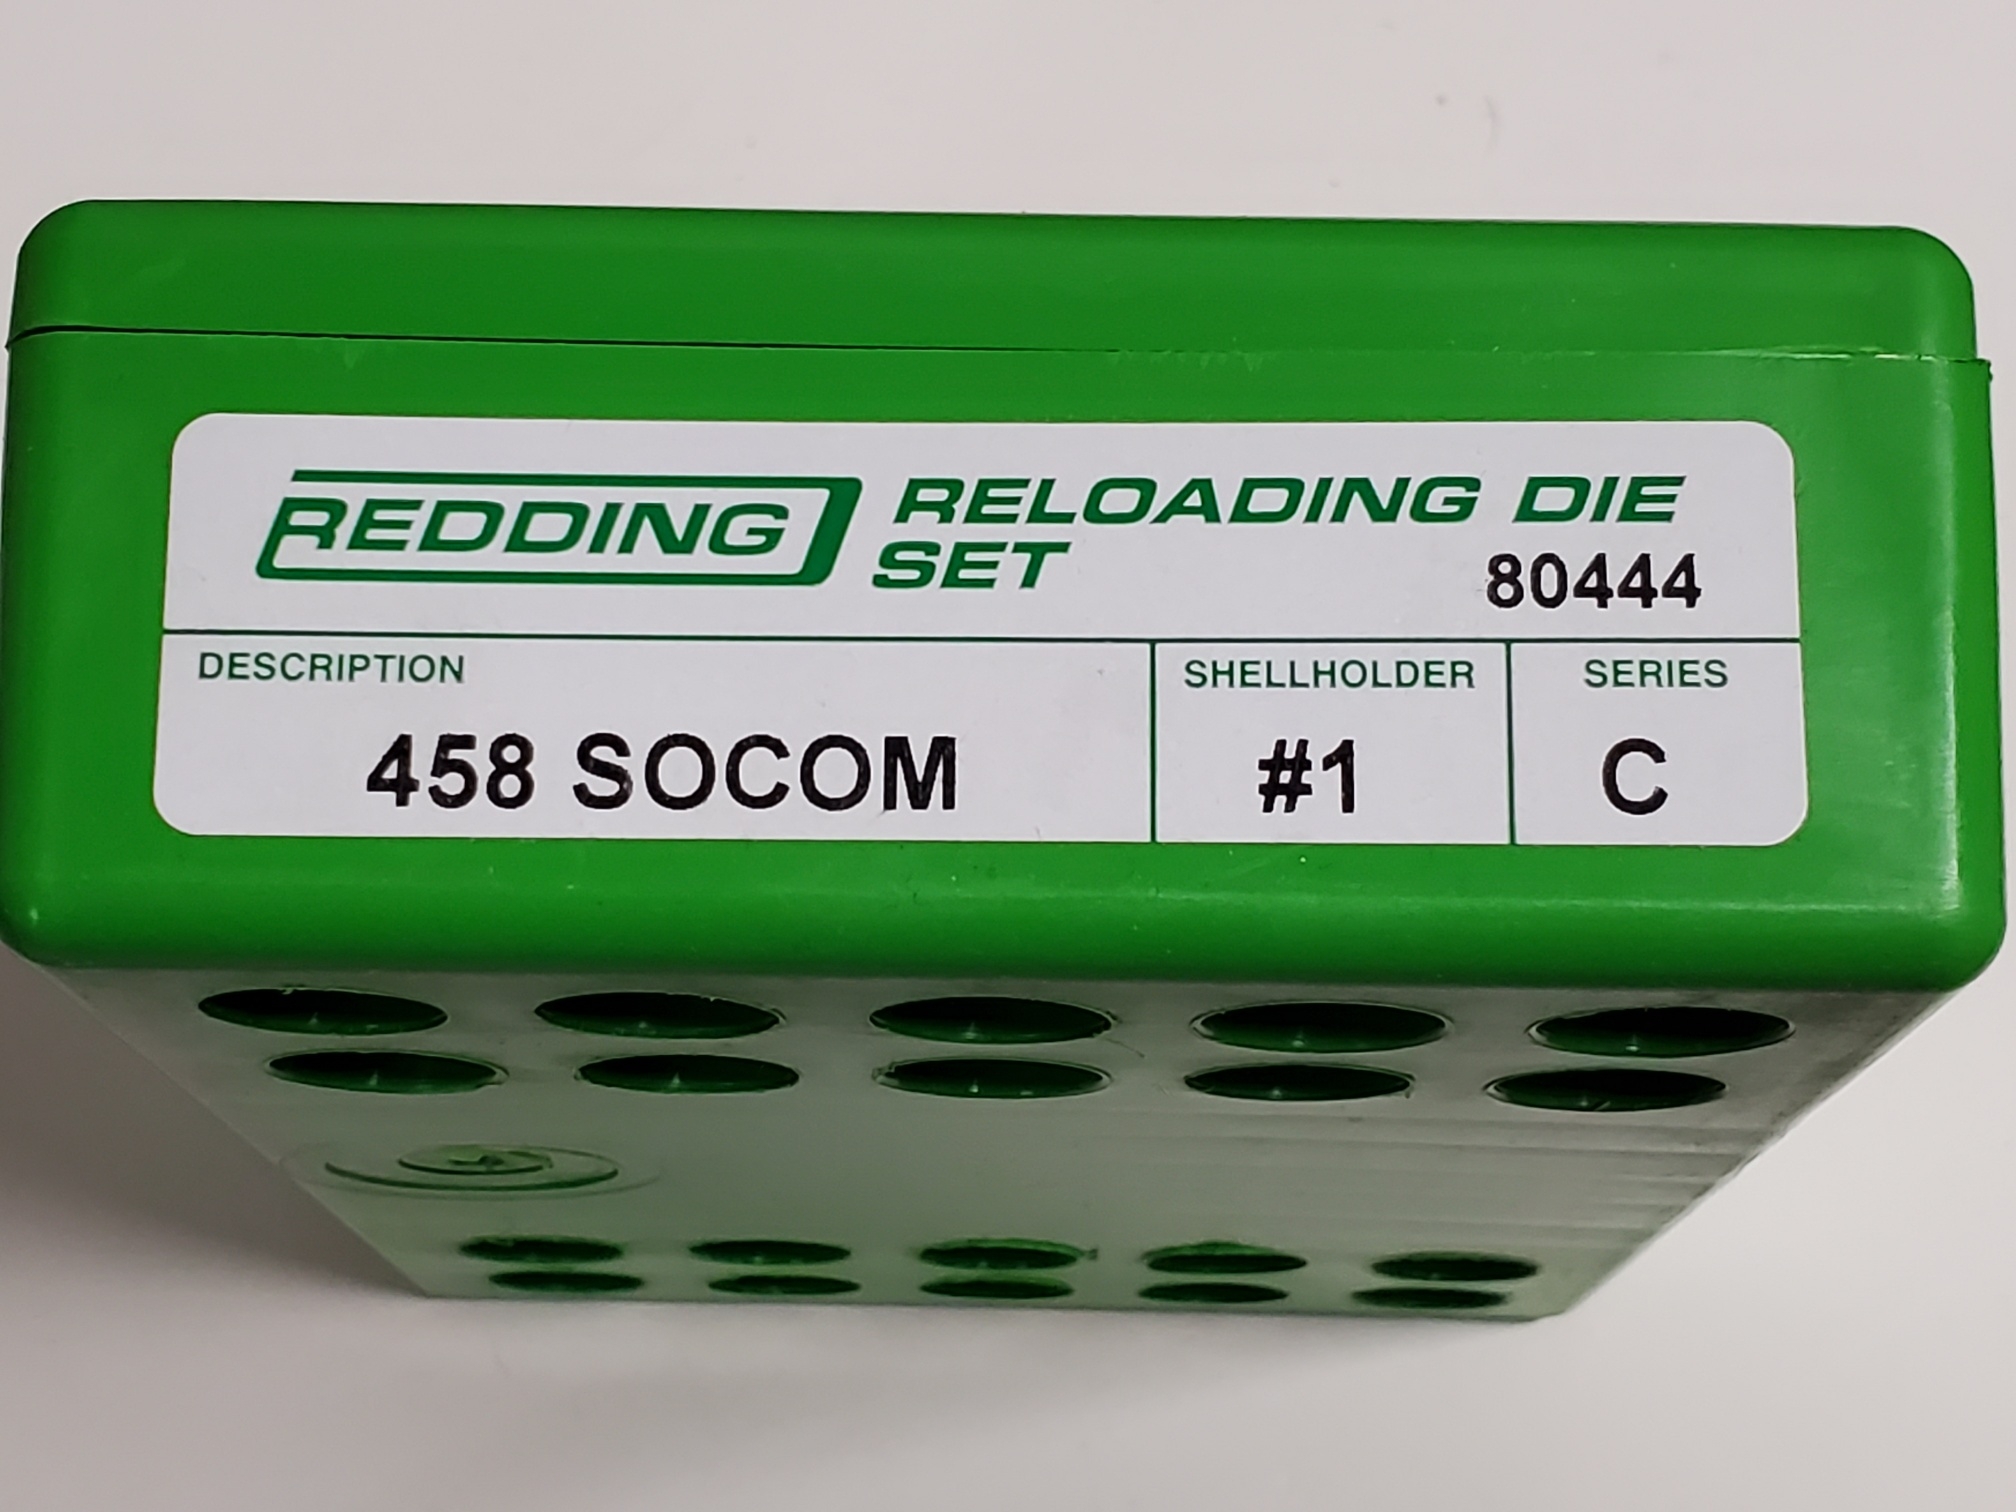 REDDING RELOADING DIE
SET 80444
DESCRIPTION SHELLHOLDER SERIES
458 SOCOM #1 C